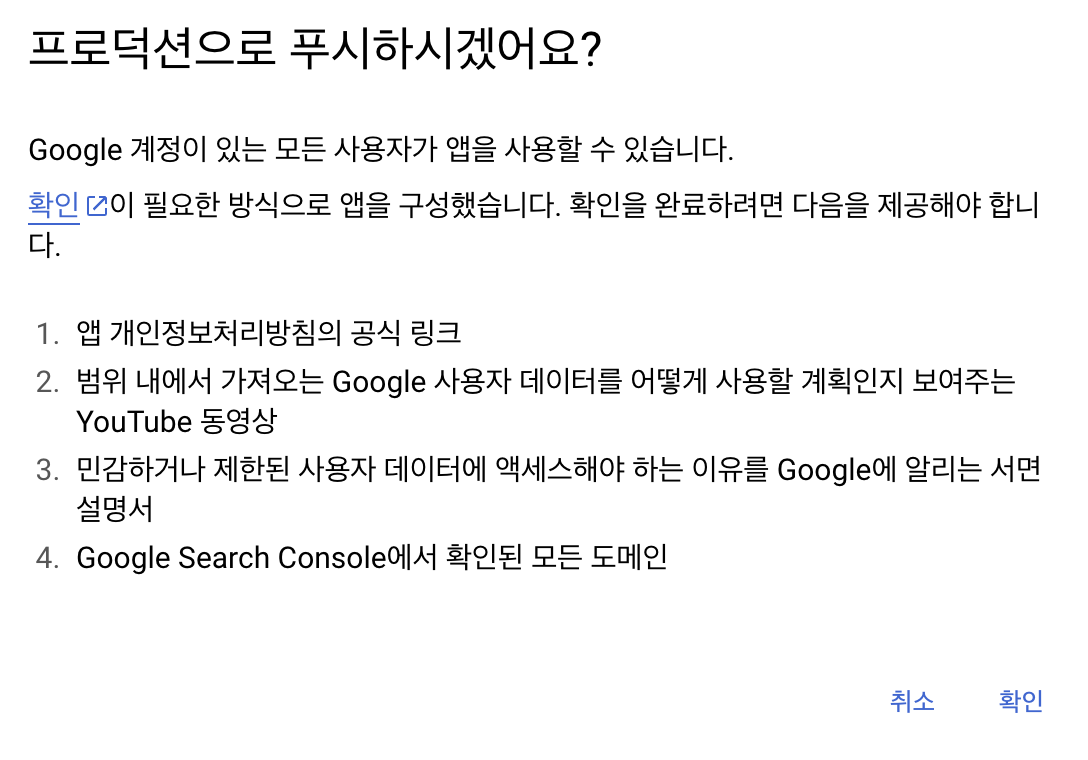 프로덕션으로 푸시하시겠어요?
Google 계정이 있는 모든 사용자가 앱을 사용할 수 있습니다.
확인이 필요한 방식으로 앱을 구성했습니다. 확인을 완료하려면 다음을 제공해야 합니
다.
1. 앱 개인정보처리방침의 공식 링크
2. 범위 내에서 가져오는 Google 사용자 데이터를 어떻게 사용할 계획인지 보여주는
YouTube 동영상
3. 민감하거나 제한된 사용자 데이터에 액세스해야 하는 이유를 Google에 알리는 서면
설명서
4. Google Search Console에서 확인된 모든 도메인
취소 확인